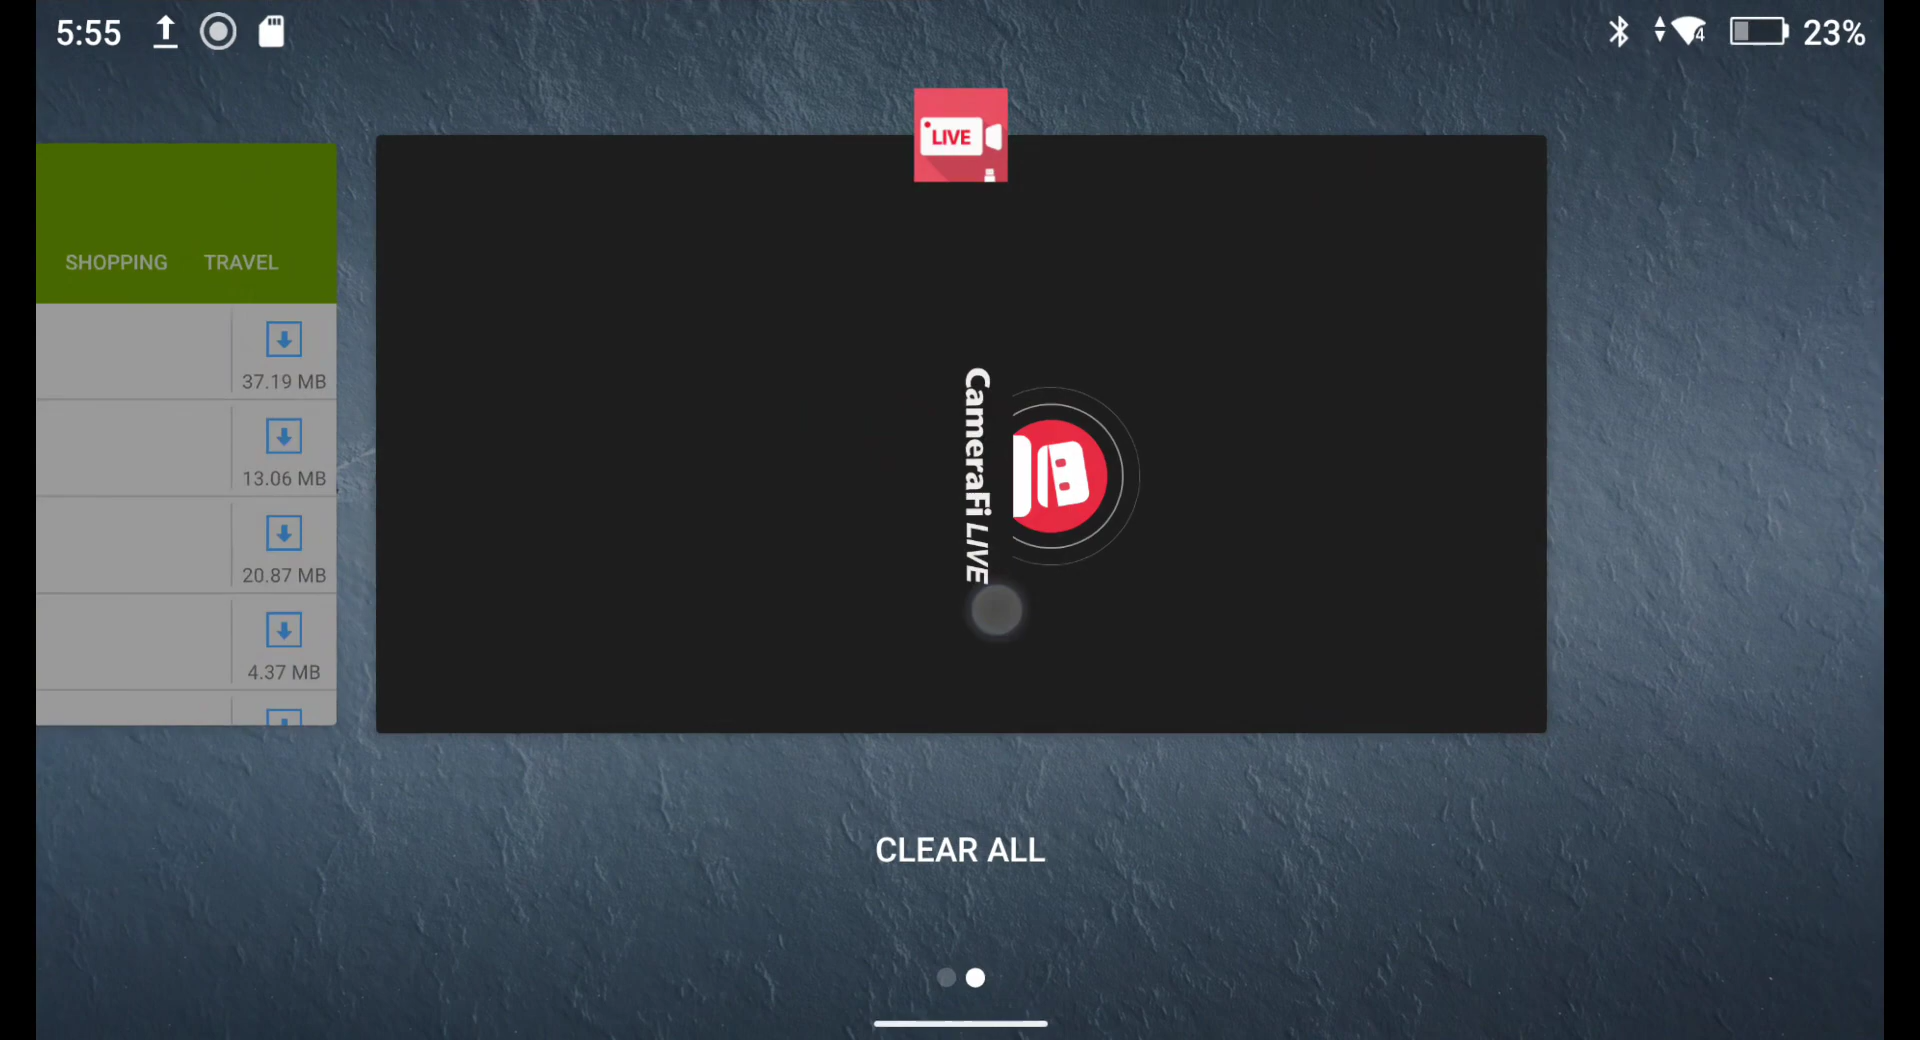 5:55
4
23%
LIVE
SHOPPING TRAVEL
37.19 MB
13.06 MB
20.87 MB
4.37 MB
CameraFi LIVE
CLEAR ALL